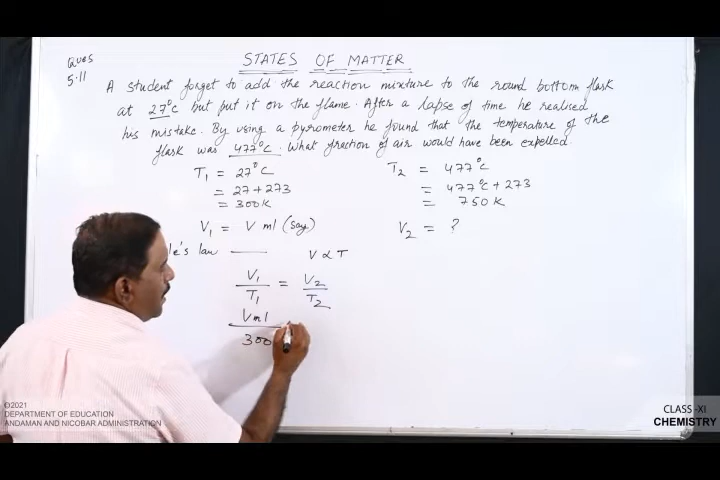 Ques
5.11
STATES OF MATTER
A student forget to add the reaction mixture to the round bottom flask
at 27°C but put it on the flame. After a lapse of time he realised
his mistake. By using a pyrometer he found that the temperature of the
flask was 477°C. What fraction of air would have been expelled
T1 = 27°C
T2 = 477°C
= 27+273
= 477°C + 273
= 300K
= 750K
V1 = V ml (Say)
V2 = ?
le's law — V ∝ T
V1/T1 = V2/T2
Vml/300
©2021
DEPARTMENT OF EDUCATION
ANDAMAN AND NICOBAR ADMINISTRATION
CLASS -XI
CHEMISTRY